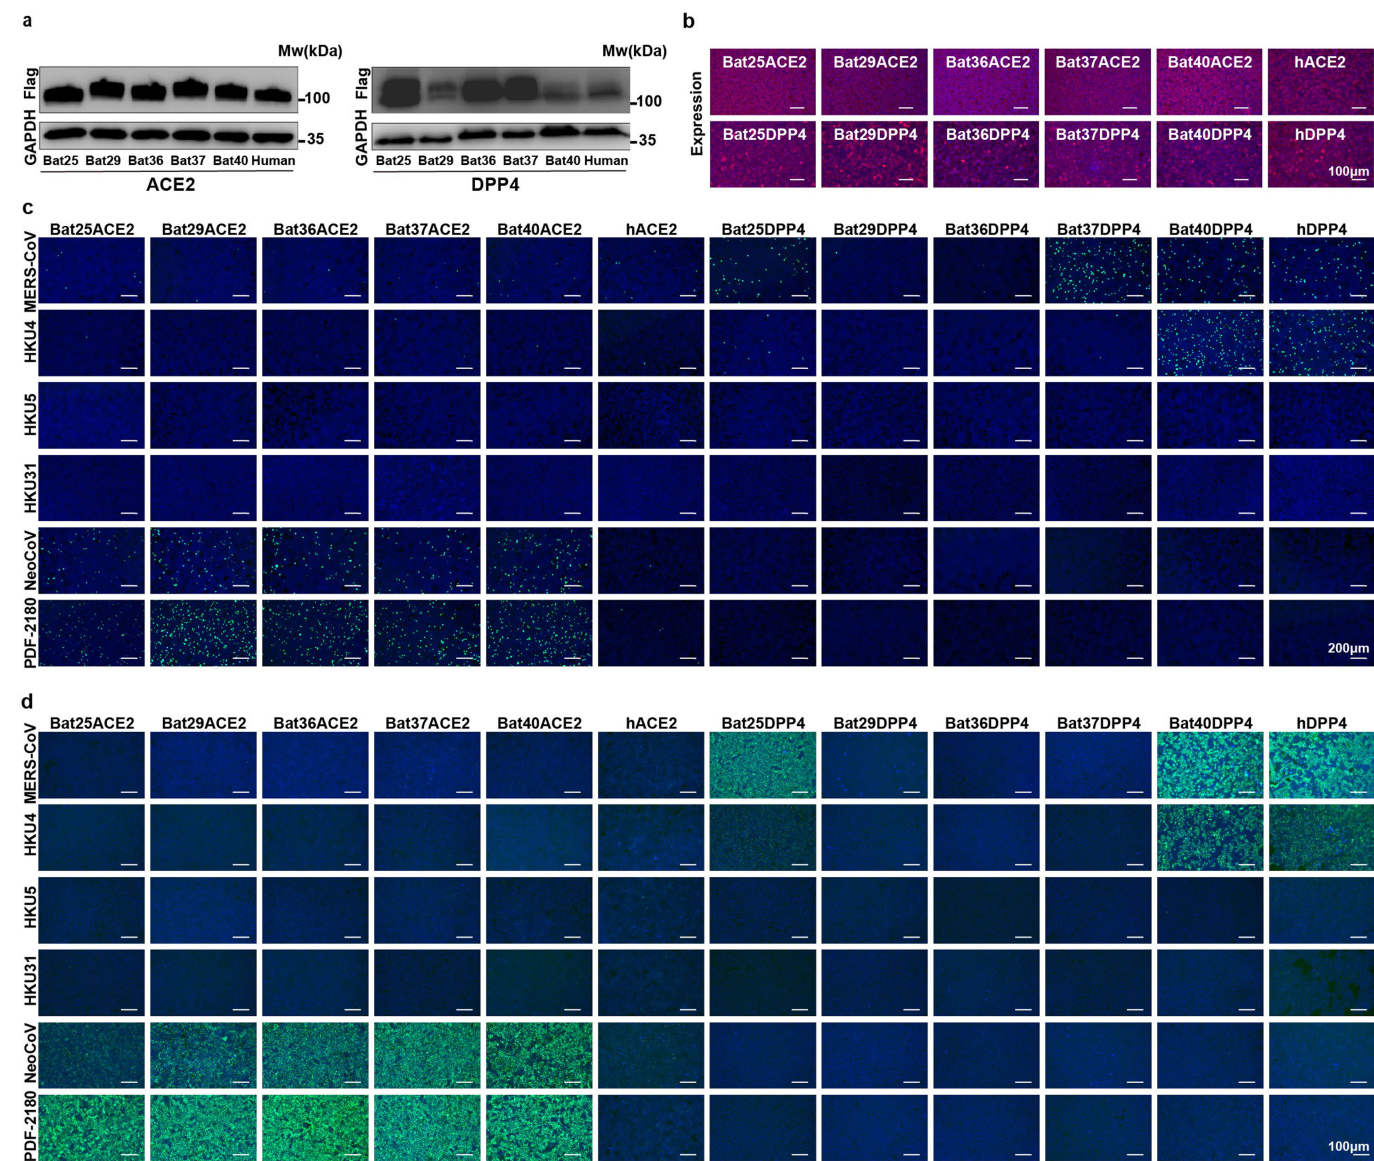 a
Mw(kDa)
Flag
100
GAPDH
35
Bat25 Bat29 Bat36 Bat37 Bat40 Human
ACE2
Mw(kDa)
Flag
100
GAPDH
35
Bat25 Bat29 Bat36 Bat37 Bat40 Human
DPP4
b
Expression
Bat25ACE2 Bat29ACE2 Bat36ACE2 Bat37ACE2 Bat40ACE2 hACE2
Bat25DPP4 Bat29DPP4 Bat36DPP4 Bat37DPP4 Bat40DPP4 hDPP4
100μm
c
Bat25ACE2 Bat29ACE2 Bat36ACE2 Bat37ACE2 Bat40ACE2 hACE2 Bat25DPP4 Bat29DPP4 Bat36DPP4 Bat37DPP4 Bat40DPP4 hDPP4
MERS-CoV
HKU4
HKU5
HKU31
NeoCoV
PDF-2180
200μm
d
Bat25ACE2 Bat29ACE2 Bat36ACE2 Bat37ACE2 Bat40ACE2 hACE2 Bat25DPP4 Bat29DPP4 Bat36DPP4 Bat37DPP4 Bat40DPP4 hDPP4
MERS-CoV
HKU4
HKU5
HKU31
NeoCoV
PDF-2180
100μm